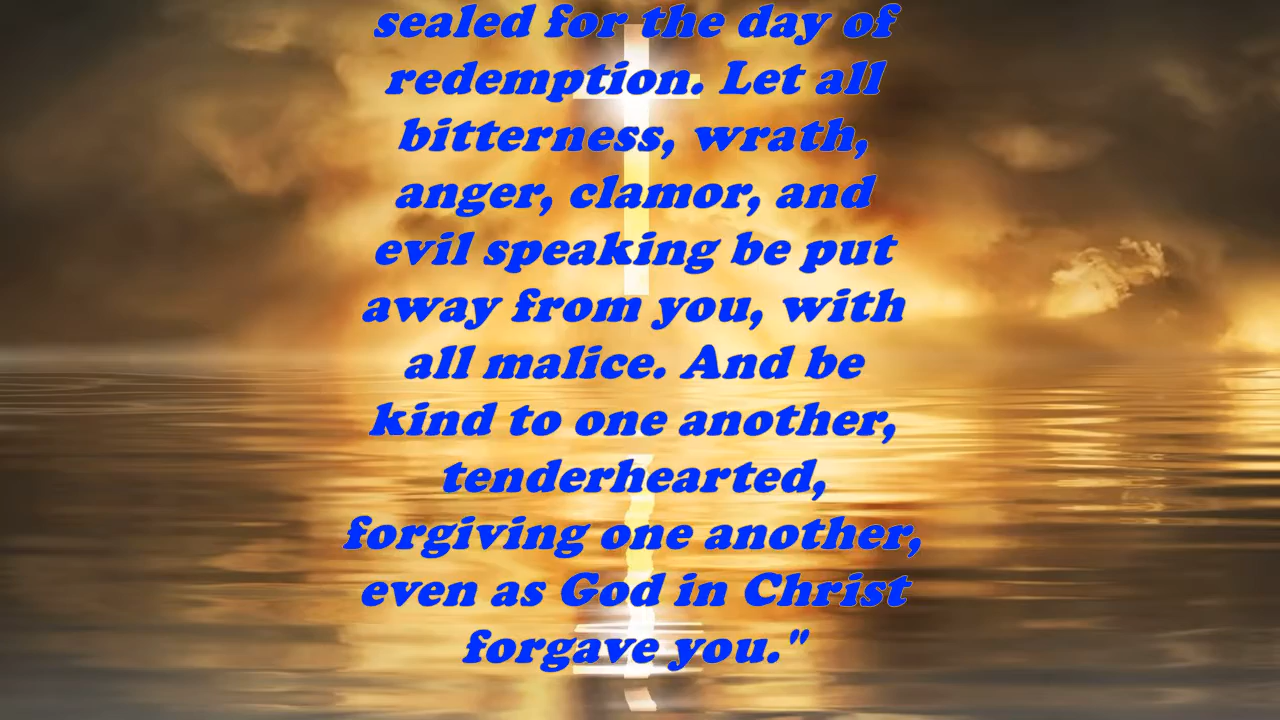 sealed for the day of
redemption. Let all
bitterness, wrath,
anger, clamor, and
evil speaking be put
away from you, with
all malice. And be
kind to one another,
tenderhearted,
forgiving one another,
even as God in Christ
forgave you."